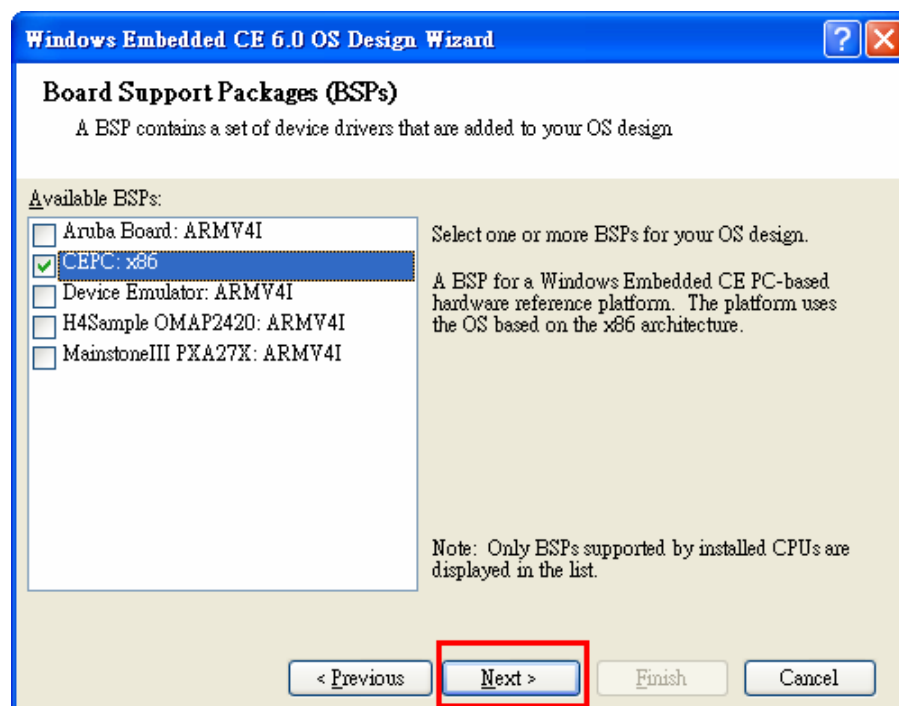 Windows Embedded CE 6.0 OS Design Wizard
Board Support Packages (BSPs)
A BSP contains a set of device drivers that are added to your OS design
Available BSPs:
Aruba Board: ARMV4I
CEPC: x86
Device Emulator: ARMV4I
H4Sample OMAP2420: ARMV4I
MainstoneIII PXA27X: ARMV4I
Select one or more BSPs for your OS design.
A BSP for a Windows Embedded CE PC-based
hardware reference platform. The platform uses
the OS based on the x86 architecture.
Note: Only BSPs supported by installed CPUs are
displayed in the list.
< Previous
Next >
Finish
Cancel